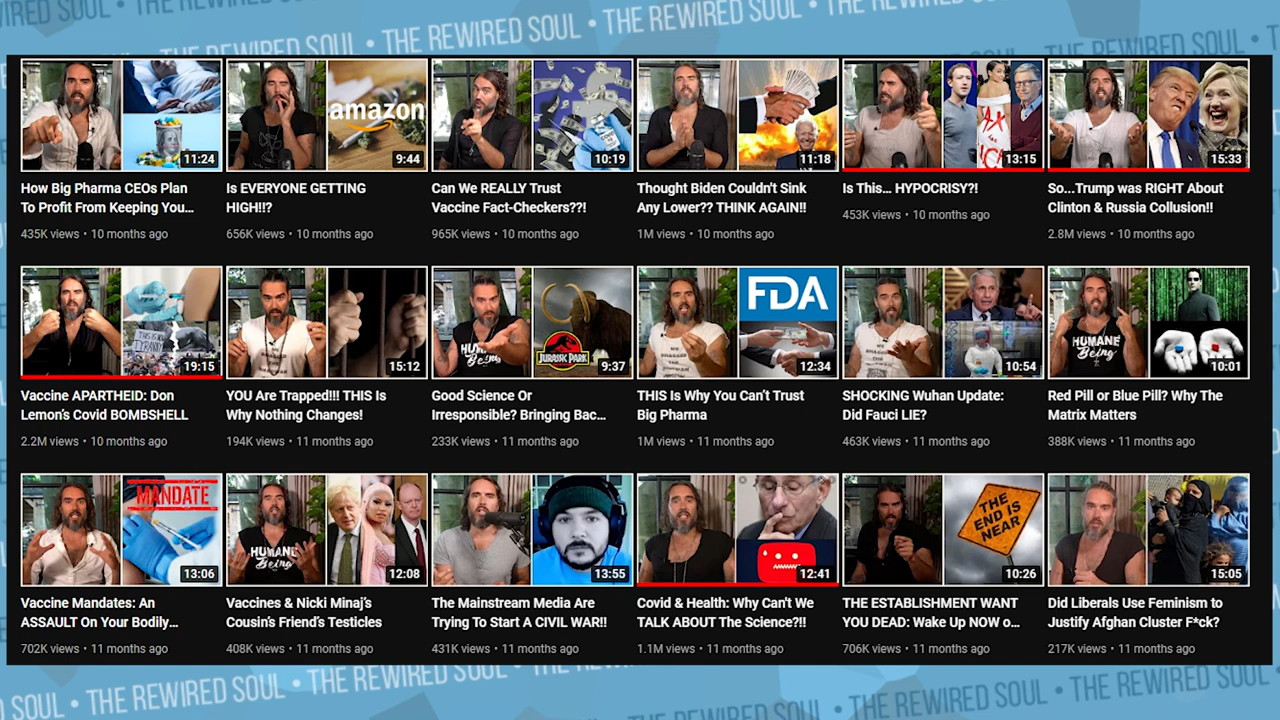 THE REWIRED SOUL • THE REWIRED SOUL • THE REWIRED SOUL • THE REWIRED SOUL •
amazon
11:24
9:44
10:19
11:18
13:15
15:33
How Big Pharma CEOs Plan
To Profit From Keeping You…
435K views • 10 months ago
Is EVERYONE GETTING
HIGH!!?
656K views • 10 months ago
Can We REALLY Trust
Vaccine Fact-Checkers??!
965K views • 10 months ago
Thought Biden Couldn't Sink
Any Lower?? THINK AGAIN!!
1M views • 10 months ago
Is This… HYPOCRISY?!
453K views • 10 months ago
So...Trump was RIGHT About
Clinton & Russia Collusion!!
2.8M views • 10 months ago
THIS IS
TYRANNY
19:15
15:12
HUMANE
Being
JURASSIC PARK
9:37
FDA
12:34
10:54
HUMANE
Being
10:01
Vaccine APARTHEID: Don
Lemon's Covid BOMBSHELL
2.2M views • 10 months ago
YOU Are Trapped!!! THIS Is
Why Nothing Changes!
194K views • 11 months ago
Good Science Or
Irresponsible? Bringing Bac…
233K views • 11 months ago
THIS Is Why You Can't Trust
Big Pharma
1M views • 11 months ago
SHOCKING Wuhan Update:
Did Fauci LIE?
463K views • 11 months ago
Red Pill or Blue Pill? Why The
Matrix Matters
388K views • 11 months ago
MANDATE
13:06
HUMANE
Being
12:08
13:55
12:41
THE
END IS
NEAR
10:26
15:05
Vaccine Mandates: An
ASSAULT On Your Bodily…
702K views • 11 months ago
Vaccines & Nicki Minaj's
Cousin's Friend's Testicles
408K views • 11 months ago
The Mainstream Media Are
Trying To Start A CIVIL WAR!!
431K views • 11 months ago
Covid & Health: Why Can't We
TALK ABOUT The Science?!!
1.1M views • 11 months ago
THE ESTABLISHMENT WANT
YOU DEAD: Wake Up NOW o…
706K views • 11 months ago
Did Liberals Use Feminism to
Justify Afghan Cluster F*ck?
217K views • 11 months ago
SOUL • THE REWIRED SOUL • THE REWIRED SOUL • THE REWIRED SOUL • THE REWIRED SOUL